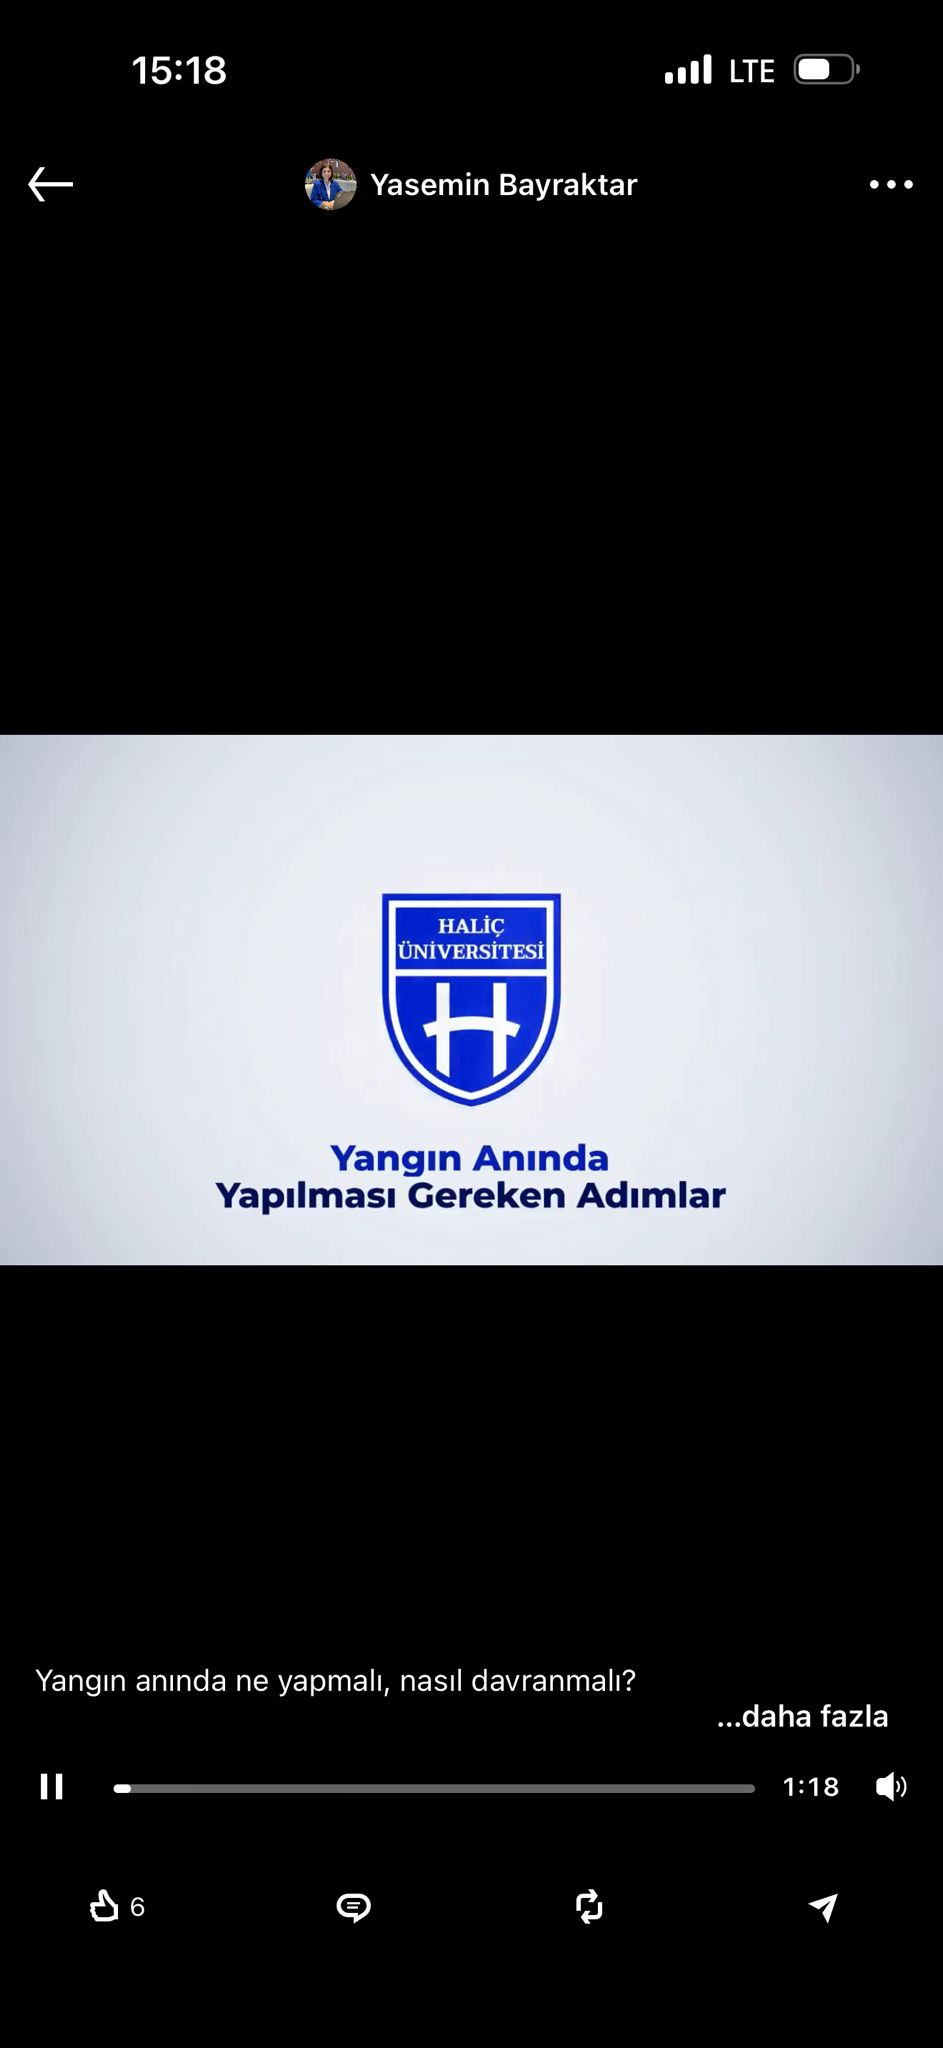 15:18
LTE
Yasemin Bayraktar
HALİÇ
ÜNİVERSİTESİ
Yangın Anında
Yapılması Gereken Adımlar
Yangın anında ne yapmalı, nasıl davranmalı?
...daha fazla
1:18
6